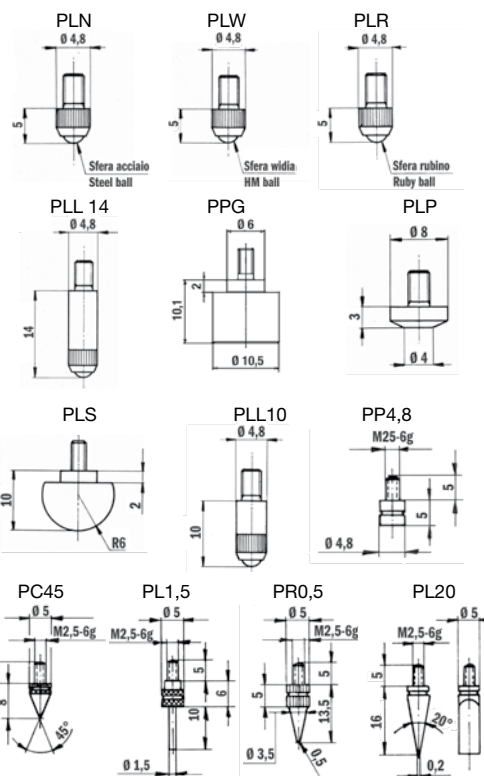 PLN PLW PLR
Ø 4,8 Ø 4,8 Ø 4,8
5 5 5
Sfera acciaio Sfera widia Sfera rubino
Steel ball HM ball Ruby ball
PLL 14 PPG PLP
Ø 4,8 Ø 6 Ø 8
14 10,1 2 3
Ø 10,5 Ø 4
PLS PLL10 PP4,8
Ø 4,8 M25-6g
10 2 10 5 5
R6 Ø 4,8
PC45 PL1,5 PR0,5 PL20
Ø 5 Ø 5 Ø 5 Ø 5
M2,5-6g M2,5-6g M2,5-6g M2,5-6g
8 5 6 10 5 5 13,5 5 16
45° 20°
Ø 1,5 Ø 3,5 0,5 0,2